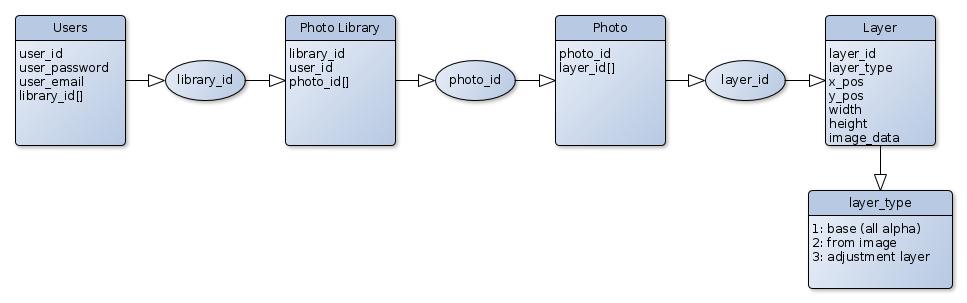 Users
user_id
user_password
user_email
library_id[]
library_id
Photo Library
library_id
user_id
photo_id[]
photo_id
Photo
photo_id
layer_id[]
layer_id
Layer
layer_id
layer_type
x_pos
y_pos
width
height
image_data
layer_type
1: base (all alpha)
2: from image
3: adjustment layer